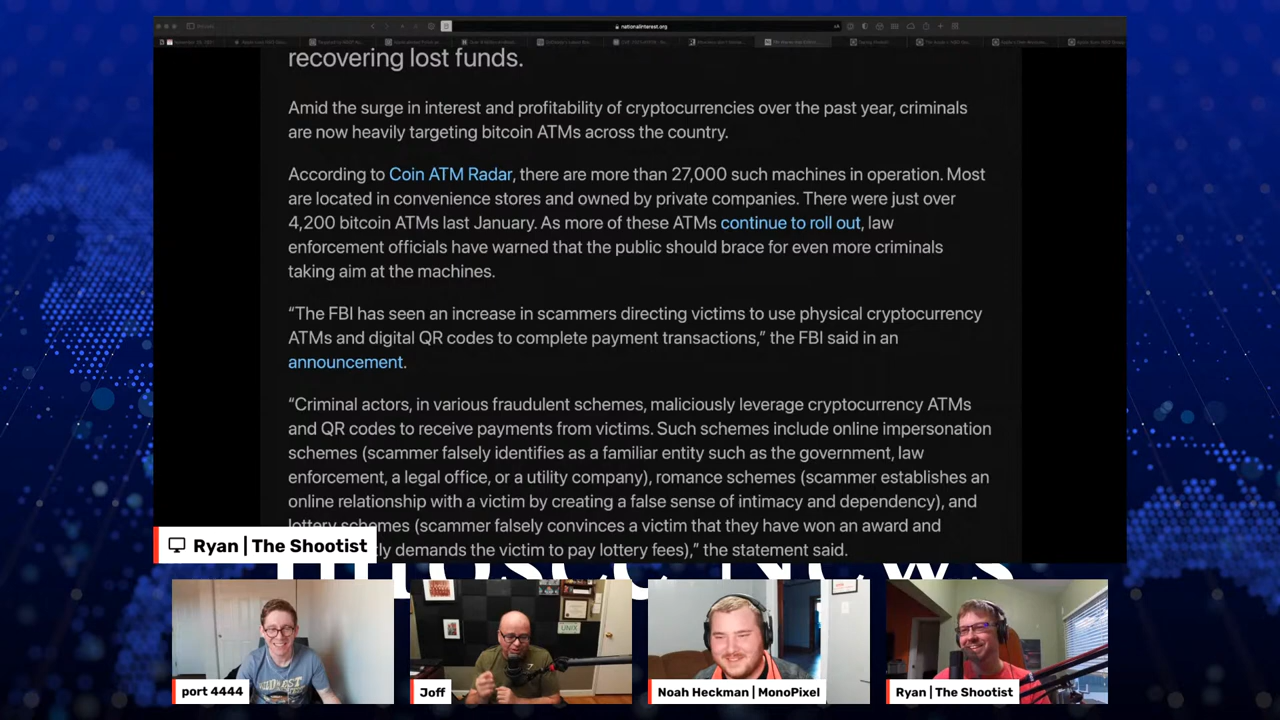 nationalinterest.org
recovering lost funds.
Amid the surge in interest and profitability of cryptocurrencies over the past year, criminals
are now heavily targeting bitcoin ATMs across the country.
According to Coin ATM Radar, there are more than 27,000 such machines in operation. Most
are located in convenience stores and owned by private companies. There were just over
4,200 bitcoin ATMs last January. As more of these ATMs continue to roll out, law
enforcement officials have warned that the public should brace for even more criminals
taking aim at the machines.
“The FBI has seen an increase in scammers directing victims to use physical cryptocurrency
ATMs and digital QR codes to complete payment transactions,” the FBI said in an
announcement.
“Criminal actors, in various fraudulent schemes, maliciously leverage cryptocurrency ATMs
and QR codes to receive payments from victims. Such schemes include online impersonation
schemes (scammer falsely identifies as a familiar entity such as the government, law
enforcement, a legal office, or a utility company), romance schemes (scammer establishes an
online relationship with a victim by creating a false sense of intimacy and dependency), and
lottery schemes (scammer falsely convinces a victim that they have won an award and
demands the victim to pay lottery fees),” the statement said.
Ryan | The Shootist
News
UNIX
port 4444
Joff
Noah Heckman | MonoPixel
Ryan | The Shootist